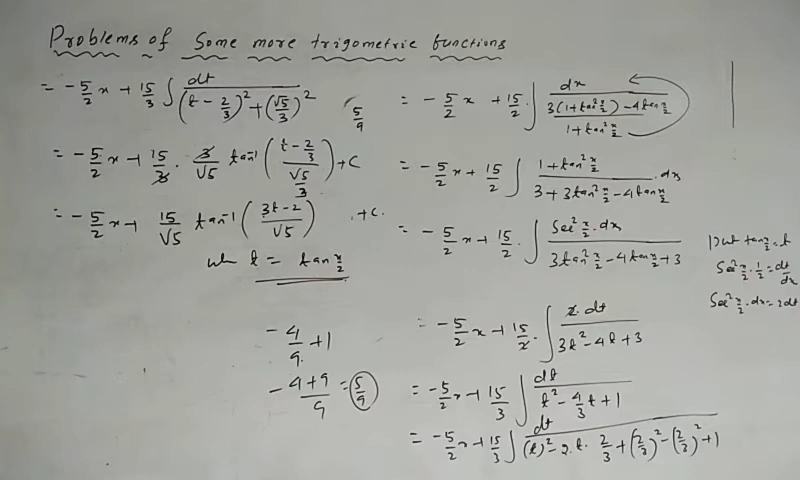 Problems of Some more trigometric functions
= -5/2 x + 15/2 ∫ dx / (3(1+tan² x/2) - 4tan x/2 / 1+tan² x/2)
= -5/2 x + 15/2 ∫ 1+tan² x/2 / 3+3tan² x/2 - 4tan x/2 . dx
= -5/2 x + 15/2 . ∫ Sec² x/2 . dx / 3tan² x/2 - 4tan x/2 + 3
Put tan x/2 = t
Sec² x/2 . 1/2 = dt/dx
Sec² x/2 . dx = 2dt
= -5/2 x + 15/2 . ∫ 2. dt / 3t² - 4t + 3
= -5/2 x + 15/3 ∫ dt / t² - 4/3 t + 1
= -5/2 x + 15/3 ∫ dt / (t)² - 2.t. 2/3 + (2/3)² - (2/3)² + 1
-4/9 + 1
-4+9/9 = 5/9
= -5/2 x + 15/3 ∫ dt / (t - 2/3)² + (√5/3)²
5/9
= -5/2 x + 15/3 . 3/√5 tan⁻¹ (t - 2/3 / √5/3) + C
= -5/2 x + 15/√5 tan⁻¹ (3t-2 / √5) + C.
when t = tan x/2